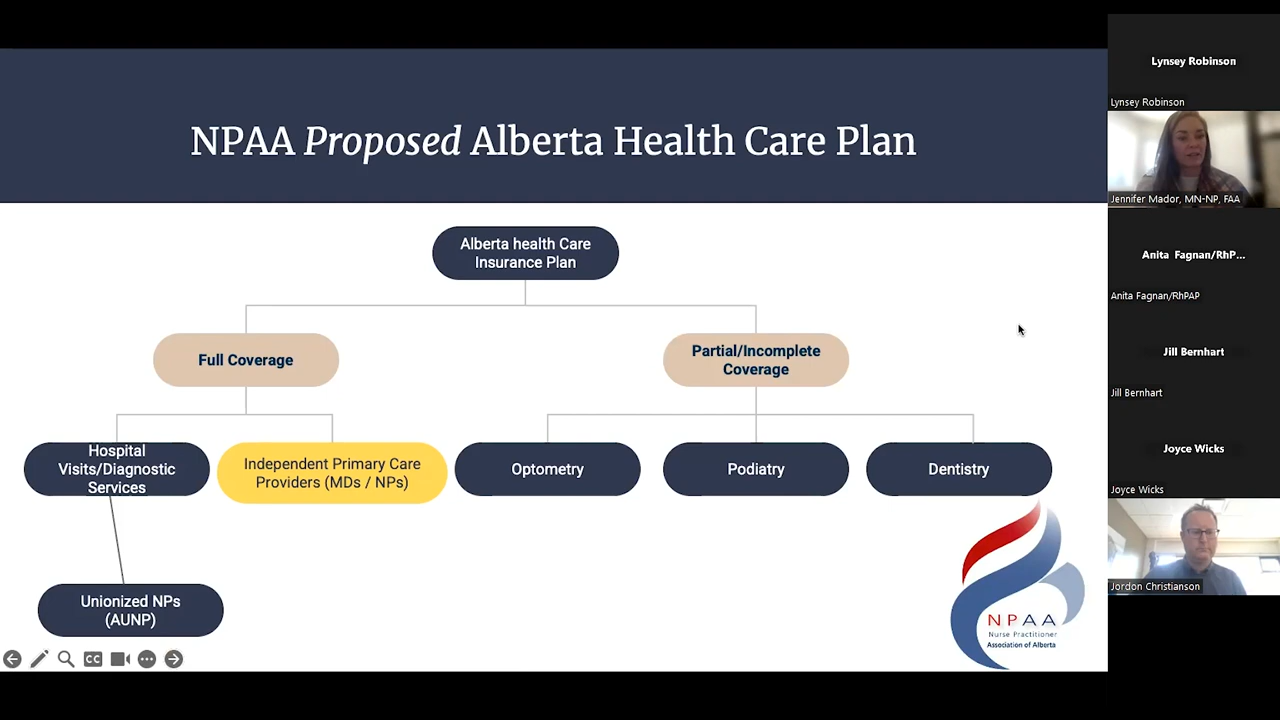 NPAA Proposed Alberta Health Care Plan
Alberta health Care
Insurance Plan
Full Coverage
Partial/Incomplete
Coverage
Hospital
Visits/Diagnostic
Services
Independent Primary Care
Providers (MDs / NPs)
Optometry
Podiatry
Dentistry
Unionized NPs
(AUNP)
NPAA
Nurse Practitioner
Association of Alberta
CC
Lynsey Robinson
Lynsey Robinson
Jennifer Mador, MN-NP, FAA
Anita Fagnan/RhP...
Anita Fagnan/RhPAP
Jill Bernhart
Jill Bernhart
Joyce Wicks
Joyce Wicks
Jordon Christianson